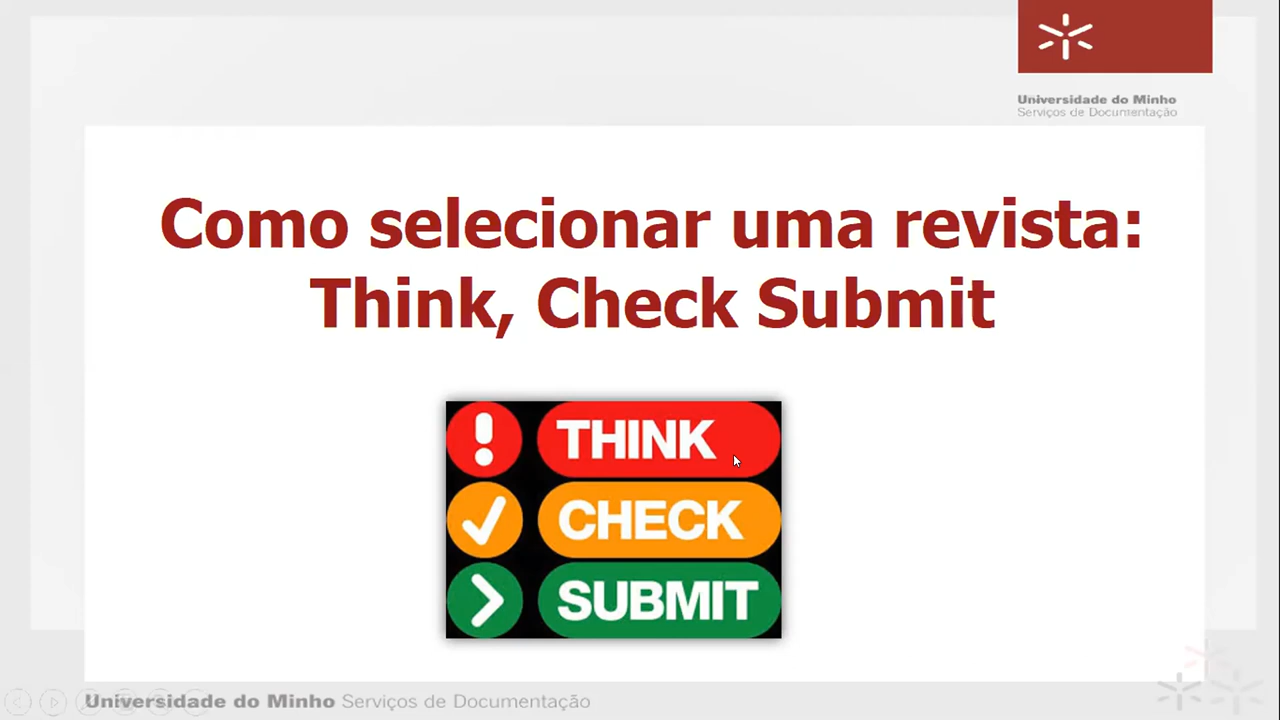 Universidade do Minho
Serviços de Documentação
Como selecionar uma revista:
Think, Check Submit
THINK
CHECK
SUBMIT
Universidade do Minho Serviços de Documentação